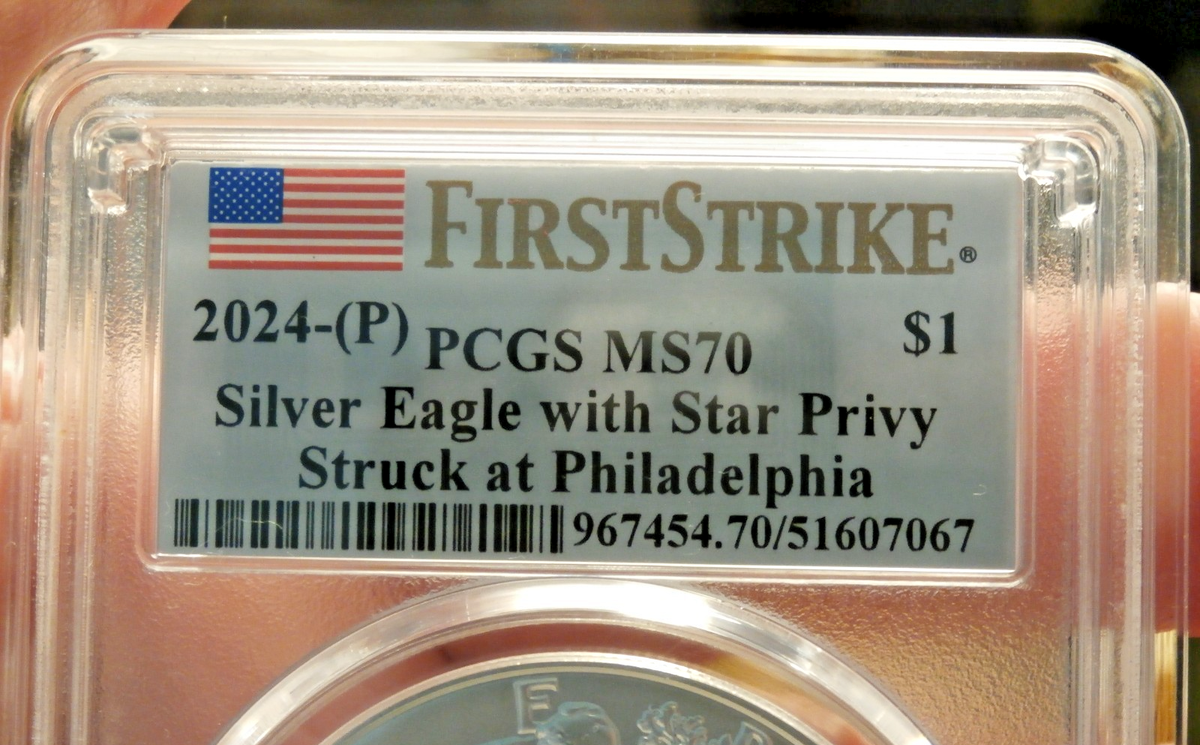 FIRSTSTRIKE®
2024-(P) PCGS MS70 $1
Silver Eagle with Star Privy
Struck at Philadelphia
967454.70/51607067
E